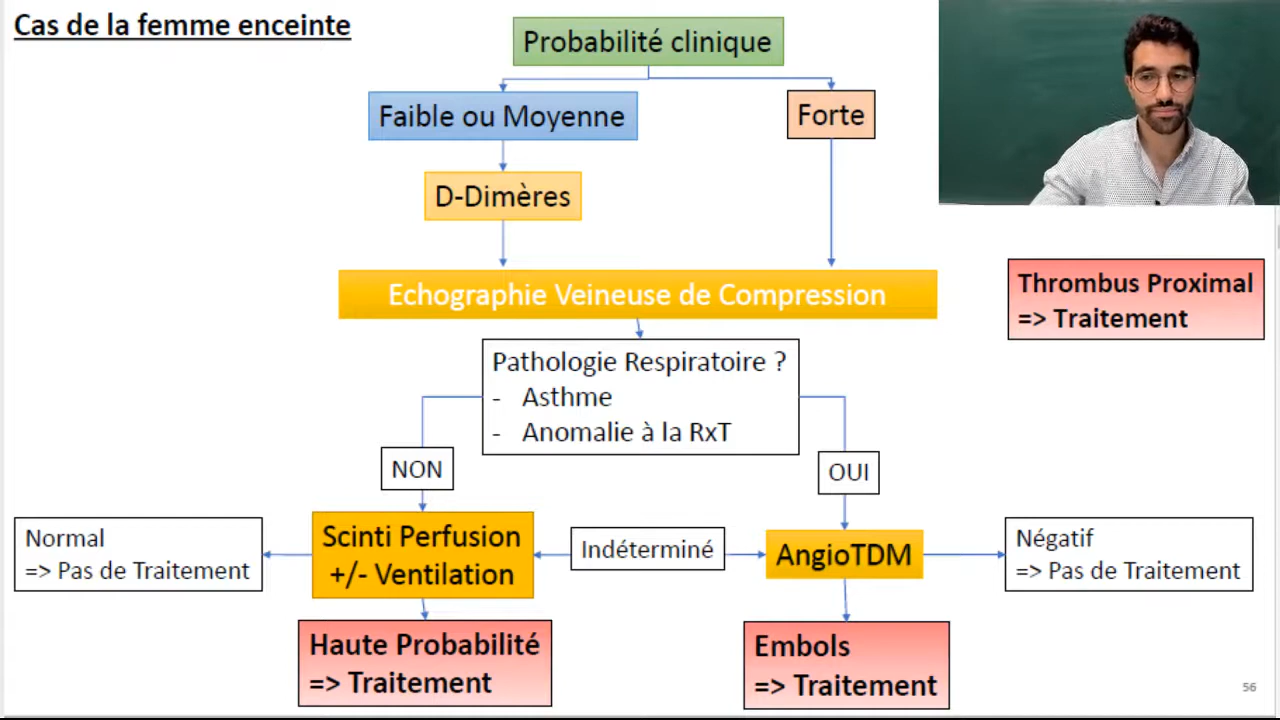 Cas de la femme enceinte
Probabilité clinique
Faible ou Moyenne
Forte
D-Dimères
Echographie Veineuse de Compression
Thrombus Proximal
=> Traitement
Pathologie Respiratoire ?
- Asthme
- Anomalie à la RxT
NON
OUI
Normal
=> Pas de Traitement
Scinti Perfusion
+/- Ventilation
Indéterminé
AngioTDM
Négatif
=> Pas de Traitement
Haute Probabilité
=> Traitement
Embols
=> Traitement
56